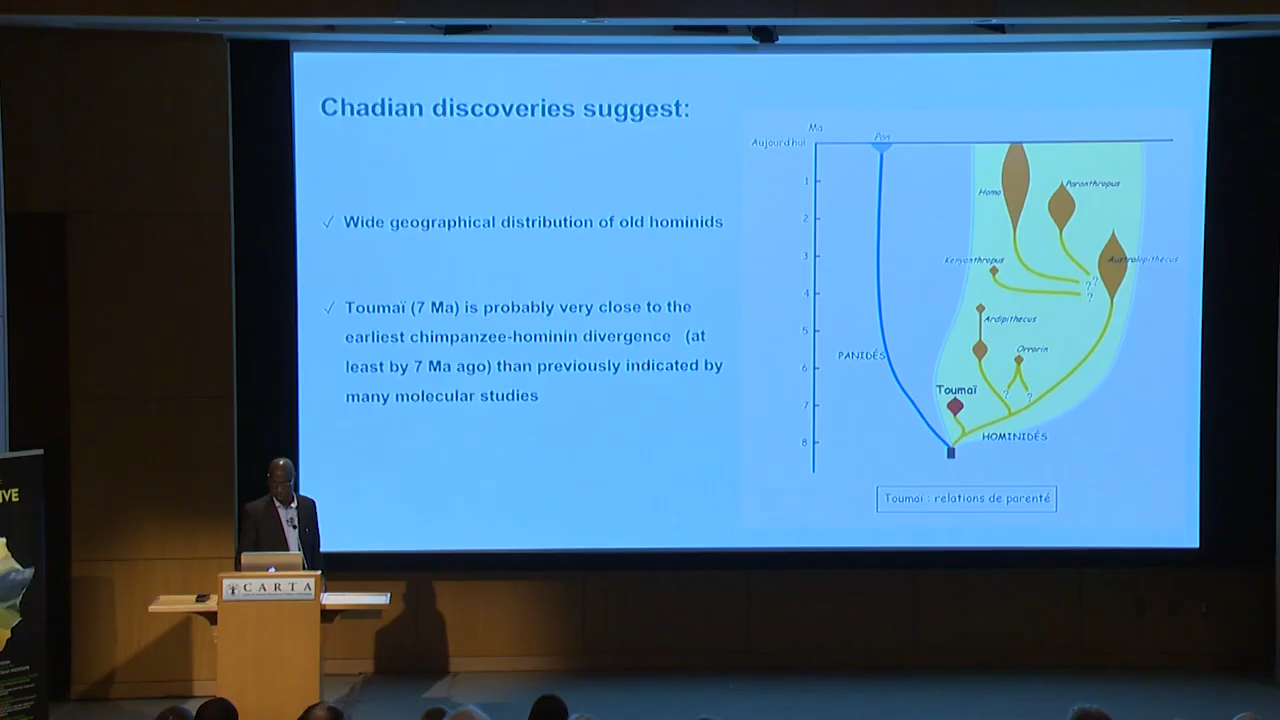 Chadian discoveries suggest:
✓ Wide geographical distribution of old hominids
✓ Toumaï (7 Ma) is probably very close to the
earliest chimpanzee-hominin divergence (at
least by 7 Ma ago) than previously indicated by
many molecular studies
Ma
Aujourd'hui
Pan
1
2
3
4
5
6
7
8
Homo
Paranthropus
Kenyanthropus
Australopithecus
? ?
?
Ardipithecus
Orrorin
? ?
PANIDÉS
Toumaï
HOMINIDÉS
Toumaï : relations de parenté
CARTA
IVE